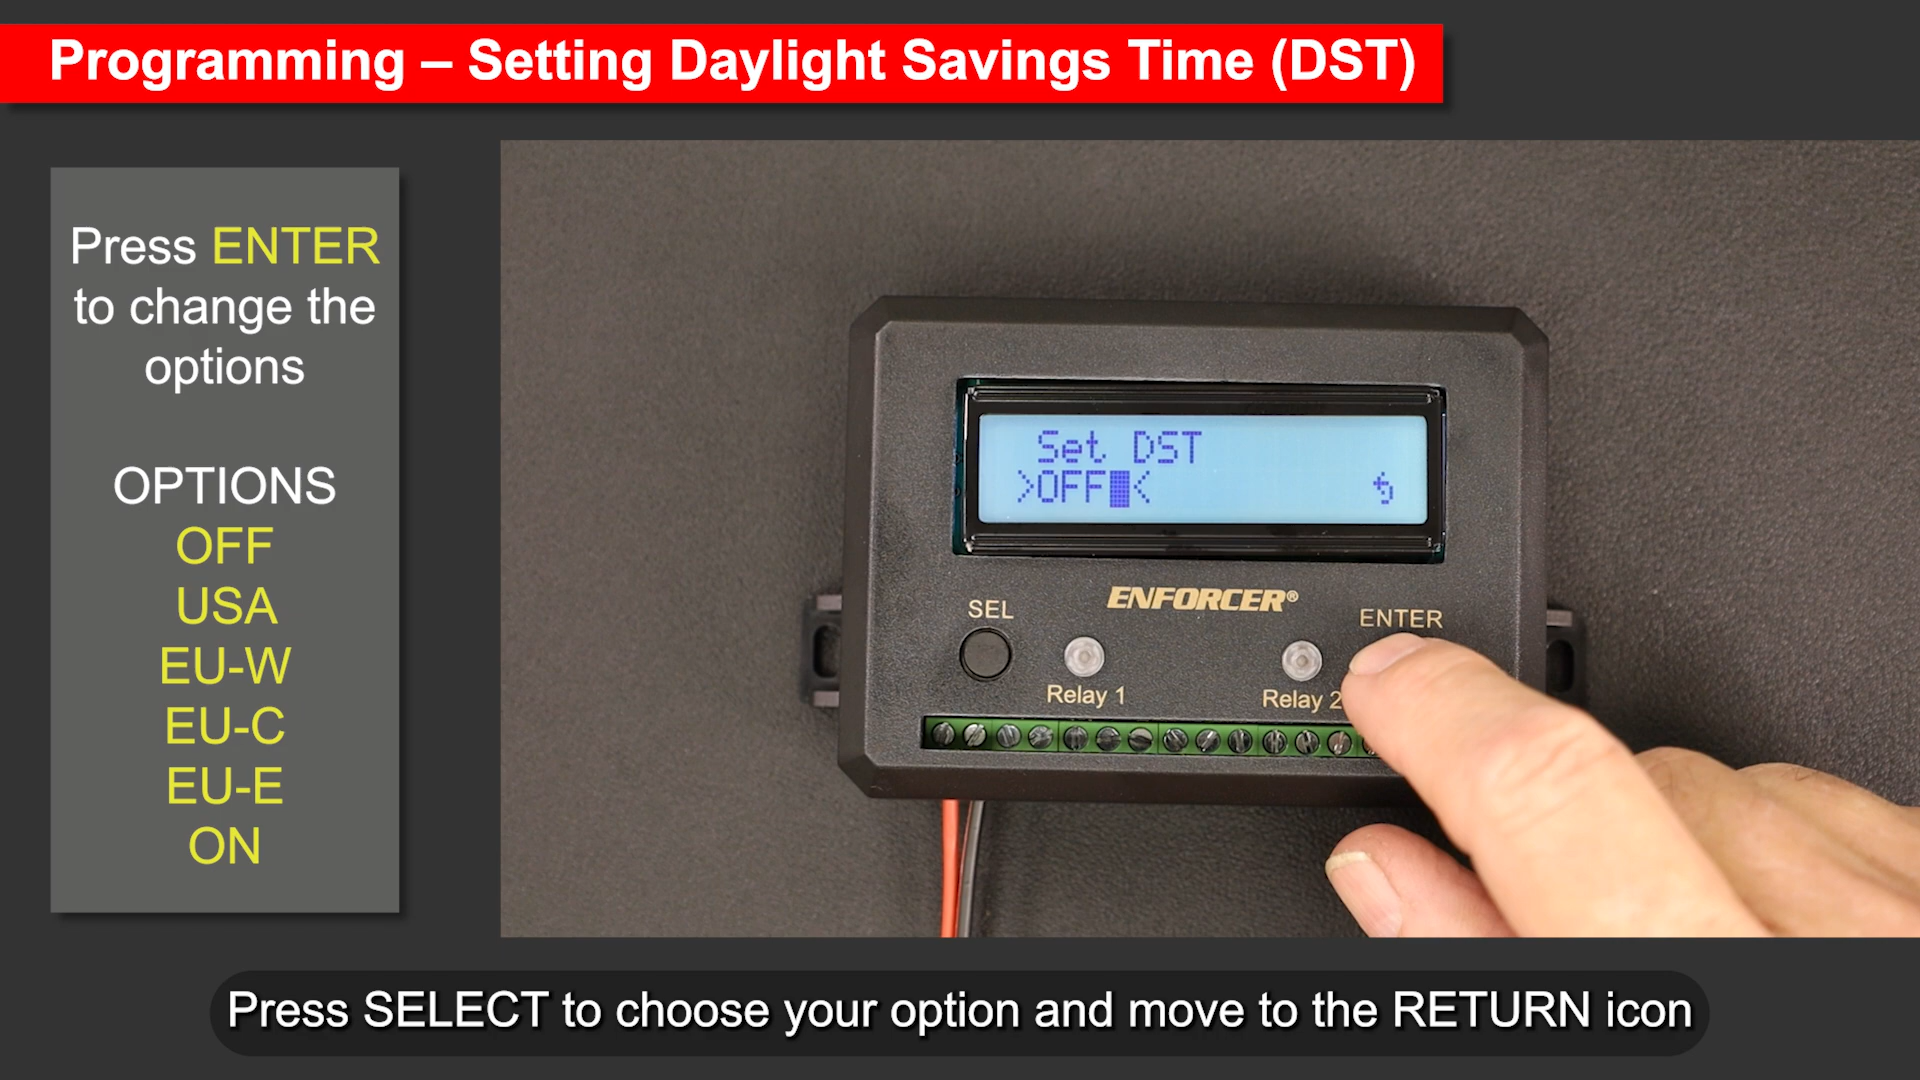 Programming – Setting Daylight Savings Time (DST)
Press ENTER
to change the
options
OPTIONS
OFF
USA
EU-W
EU-C
EU-E
ON
Set DST
>OFF█<
ENFORCER®
SEL
ENTER
Relay 1
Relay 2
Press SELECT to choose your option and move to the RETURN icon